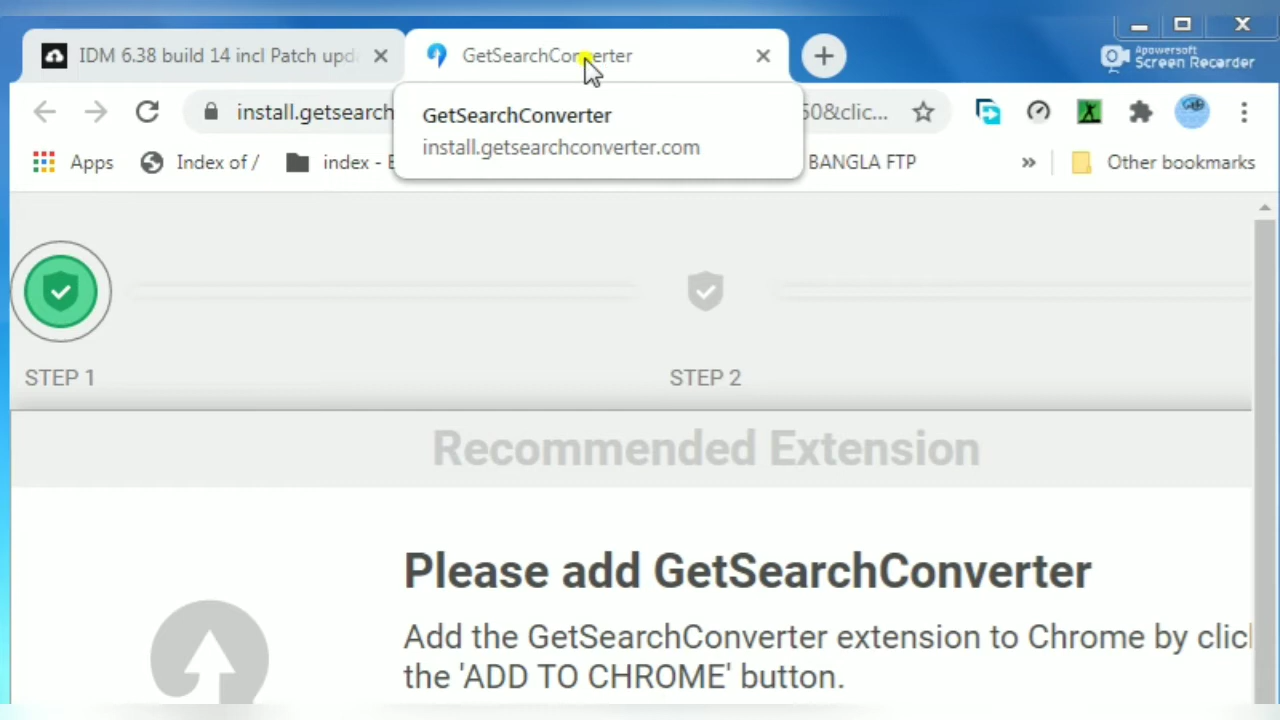 IDM 6.38 build 14 incl Patch upd
GetSearchConverter
Apowersoft
Screen Recorder
install.getsearch
50&clic...
GetSearchConverter
install.getsearchconverter.com
Apps
Index of /
index - E
BANGLA FTP
»
Other bookmarks
STEP 1
STEP 2
Recommended Extension
Please add GetSearchConverter
Add the GetSearchConverter extension to Chrome by clic
the 'ADD TO CHROME' button.